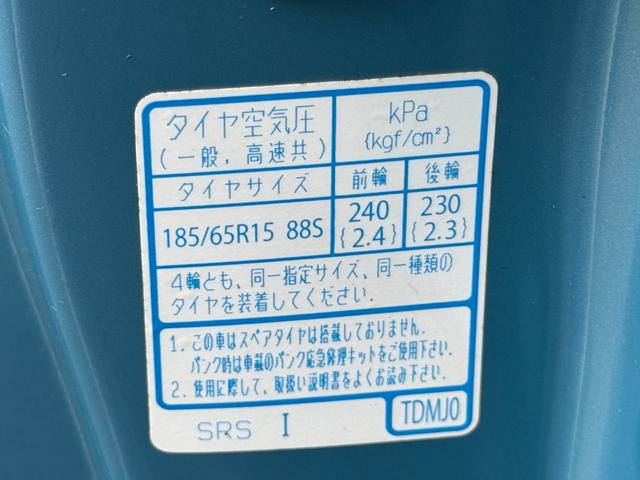 タイヤ空気圧
(一般,高速共)
kPa
{kgf/cm²}
タイヤサイズ 前輪 後輪
185/65R15 88S 240 230
{2.4} {2.3}
4輪とも、同一指定サイズ、同一種類の
タイヤを装着してください.
1. この車はスペアタイヤは搭載しておりません.
パンク時は車載のパンク応急修理キットをご使用下さい.
2. 使用に際して、取扱い説明書をよくお読み下さい.
SRS I TDMJ0